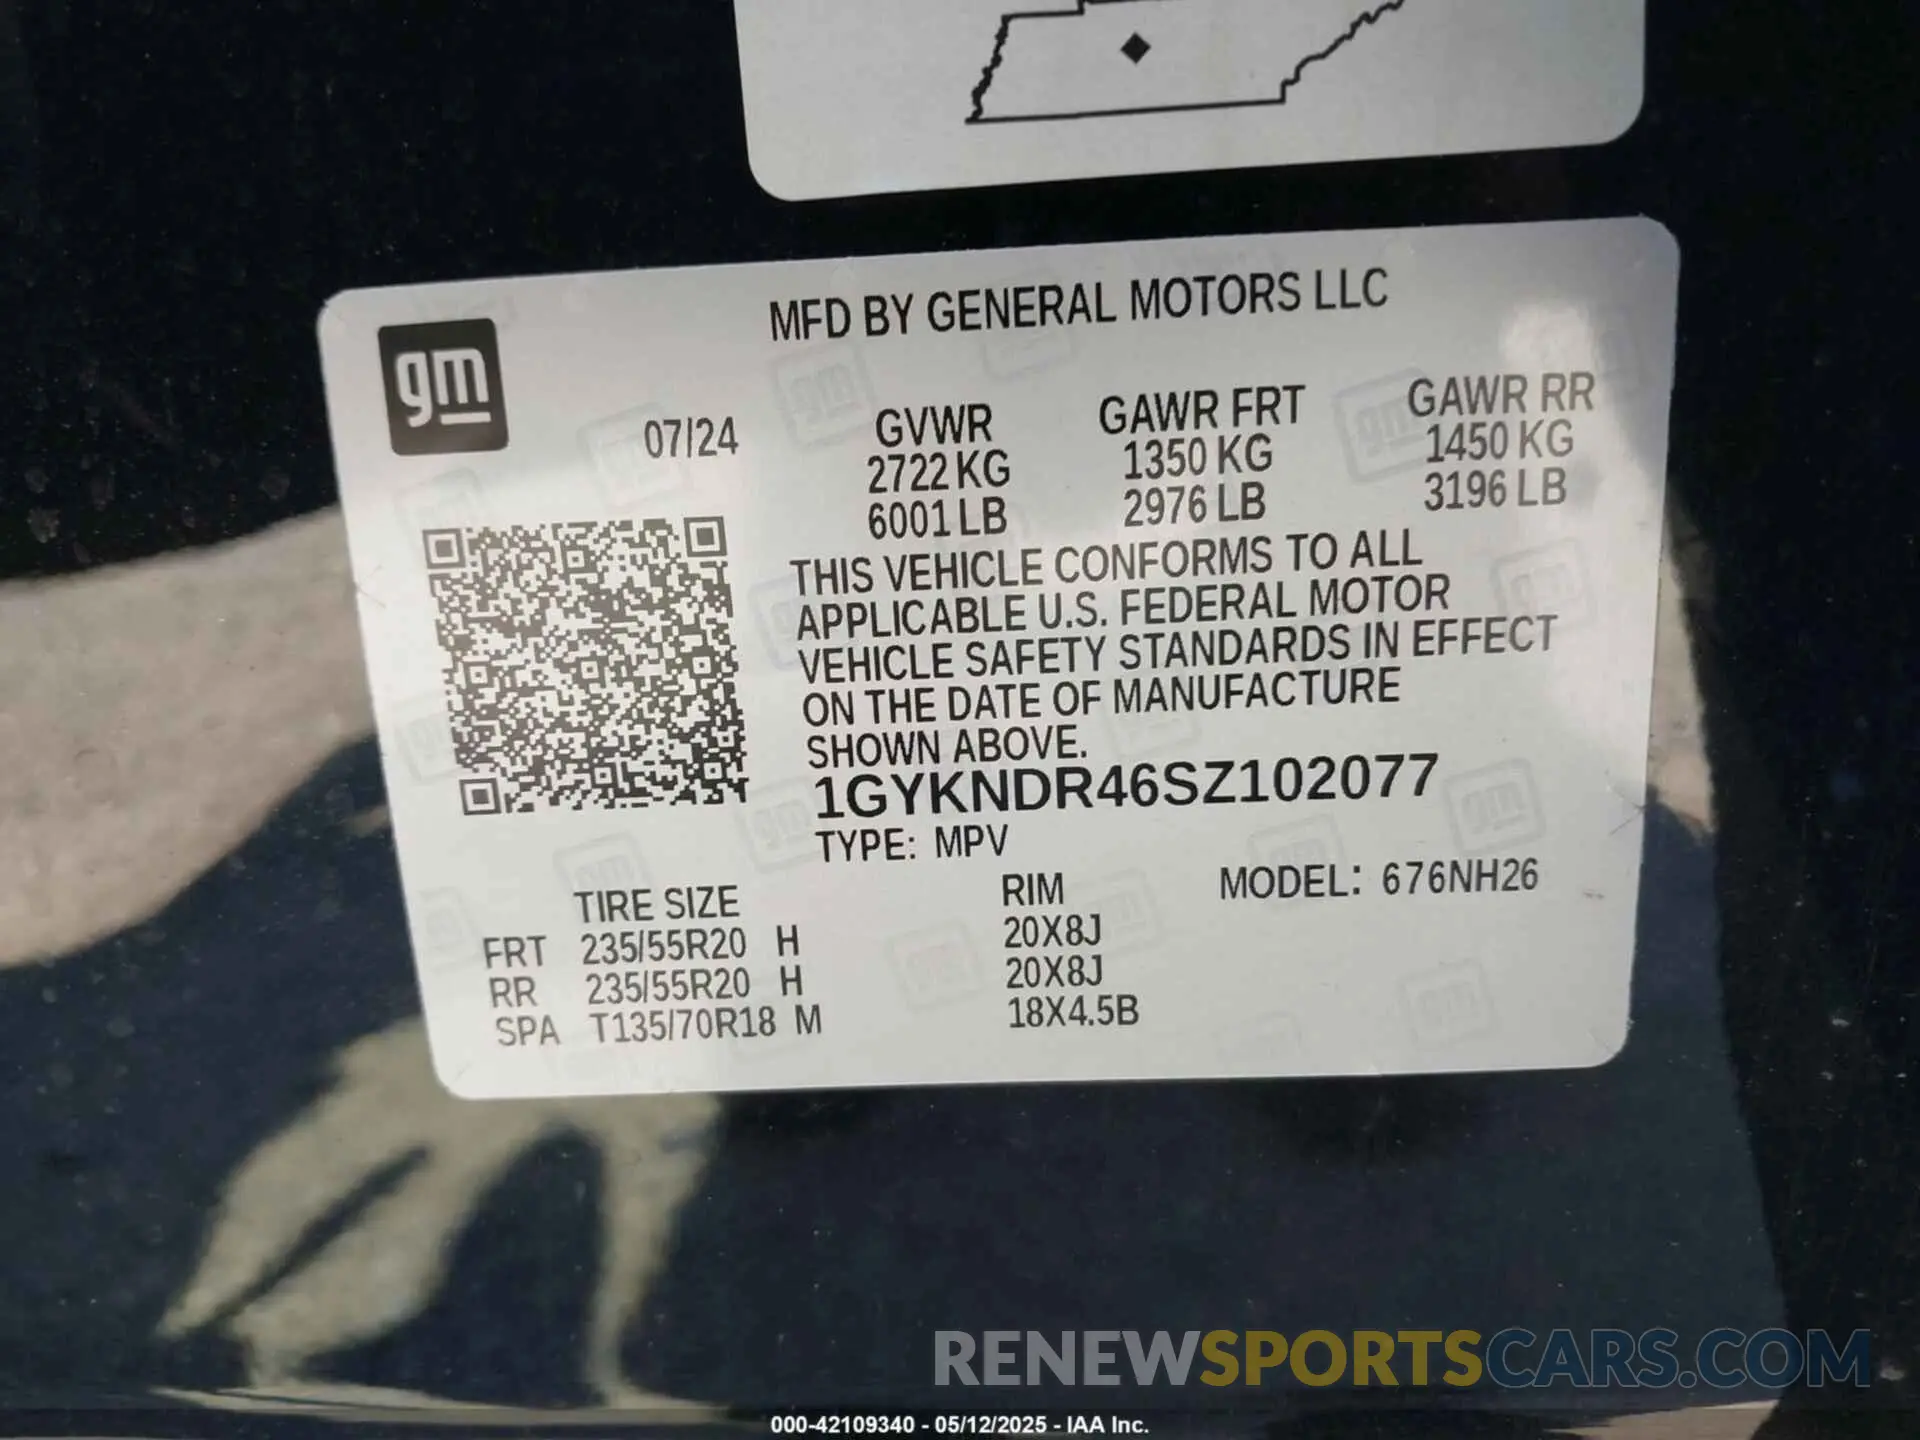 gm
MFD BY GENERAL MOTORS LLC
07/24
GVWR GAWR FRT GAWR RR
2722 KG 1350 KG 1450 KG
6001 LB 2976 LB 3196 LB
THIS VEHICLE CONFORMS TO ALL
APPLICABLE U.S. FEDERAL MOTOR
VEHICLE SAFETY STANDARDS IN EFFECT
ON THE DATE OF MANUFACTURE
SHOWN ABOVE.
1GYKNDR46SZ102077
TYPE: MPV
MODEL: 676NH26
TIRE SIZE RIM
FRT 235/55R20 H 20X8J
RR 235/55R20 H 20X8J
SPA T135/70R18 M 18X4.5B
RENEWSPORTSCARS.COM
000-42109340 - 05/12/2025 - IAA Inc.